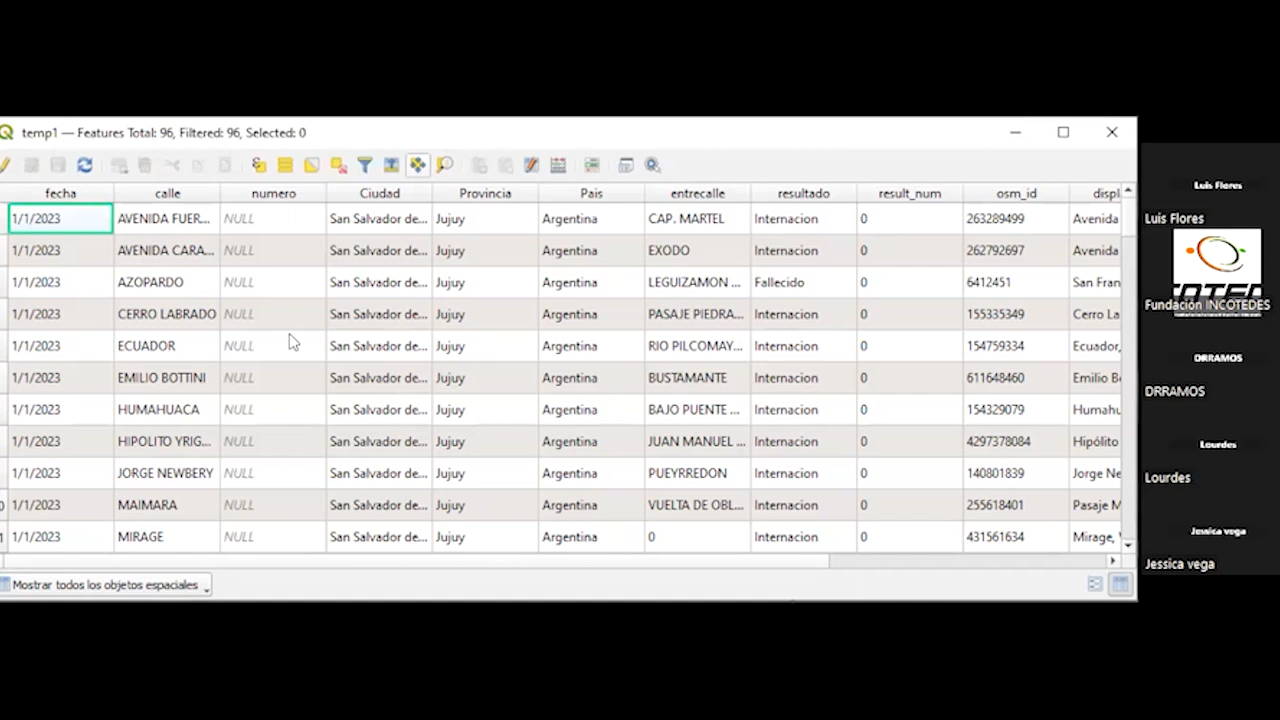 temp1 — Features Total: 96, Filtered: 96, Selected: 0
fecha calle numero Ciudad Provincia Pais entrecalle resultado result_num osm_id displ
1/1/2023 AVENIDA FUER... NULL San Salvador de... Jujuy Argentina CAP. MARTEL Internacion 0 263289499 Avenida
1/1/2023 AVENIDA CARA... NULL San Salvador de... Jujuy Argentina EXODO Internacion 0 262792697 Avenida
1/1/2023 AZOPARDO NULL San Salvador de... Jujuy Argentina LEGUIZAMON ... Fallecido 0 6412451 San Fran
1/1/2023 CERRO LABRADO NULL San Salvador de... Jujuy Argentina PASAJE PIEDRA... Internacion 0 155335349 Cerro La
1/1/2023 ECUADOR NULL San Salvador de... Jujuy Argentina RIO PILCOMAY... Internacion 0 154759334 Ecuador,
1/1/2023 EMILIO BOTTINI NULL San Salvador de... Jujuy Argentina BUSTAMANTE Internacion 0 611648460 Emilio Bo
1/1/2023 HUMAHUACA NULL San Salvador de... Jujuy Argentina BAJO PUENTE ... Internacion 0 154329079 Humahu
1/1/2023 HIPOLITO YRIG... NULL San Salvador de... Jujuy Argentina JUAN MANUEL ... Internacion 0 4297378084 Hipólito
1/1/2023 JORGE NEWBERY NULL San Salvador de... Jujuy Argentina PUEYRREDON Internacion 0 140801839 Jorge Ne
0 1/1/2023 MAIMARA NULL San Salvador de... Jujuy Argentina VUELTA DE OBL... Internacion 0 255618401 Pasaje M
1 1/1/2023 MIRAGE NULL San Salvador de... Jujuy Argentina 0 Internacion 0 431561634 Mirage,
Mostrar todos los objetos espaciales
Luis Flores
Luis Flores
Fundación INCOTEDES
DRRAMOS
DRRAMOS
Lourdes
Lourdes
Jessica vega
Jessica vega